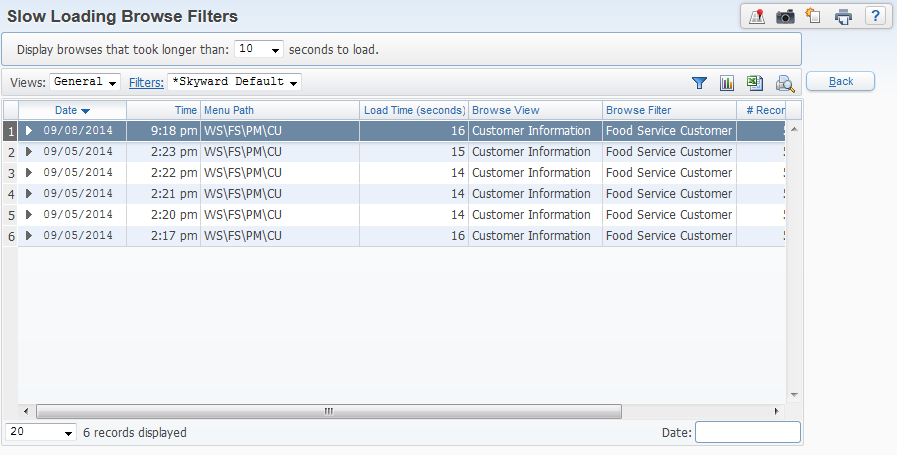 Slow Loading Browse Filters
?
Display browses that took longer than: 10 seconds to load.
Views: General Filters: *Skyward Default Back
Date Time Menu Path Load Time (seconds) Browse View Browse Filter # Recor
1 09/08/2014 9:18 pm WS\FS\PM\CU 16 Customer Information Food Service Customer
2 09/05/2014 2:23 pm WS\FS\PM\CU 15 Customer Information Food Service Customer
3 09/05/2014 2:22 pm WS\FS\PM\CU 14 Customer Information Food Service Customer
4 09/05/2014 2:21 pm WS\FS\PM\CU 14 Customer Information Food Service Customer
5 09/05/2014 2:20 pm WS\FS\PM\CU 14 Customer Information Food Service Customer
6 09/05/2014 2:17 pm WS\FS\PM\CU 16 Customer Information Food Service Customer
20 6 records displayed Date: